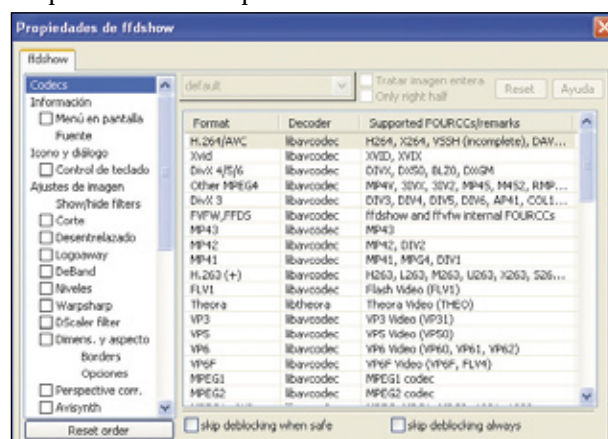 Propiedades de ffdshow
ffdshow
Codecs
Información
Menú en pantalla
Fuente
Icono y diálogo
Control de teclado
Ajustes de imagen
Show/hide filters
Corte
Desentrelazado
Logoaway
DeBand
Niveles
Warpsharp
DScaler filter
Dimens. y aspecto
Borders
Opciones
Perspective corr.
Avisynth
Reset order
default
Tratar imagen entera
Only right half
Reset
Ayuda
Format Decoder Supported FOURCCs/remarks
H.264/AVC libavcodec H264, X264, VSSH (incomplete), DAV...
Xvid libavcodec XVID, XVIX
DivX 4/5/6 libavcodec DIVX, DX50, BLZ0, DXGM
Other MPEG4 libavcodec MP4V, 3IVX, 3IV2, MP4S, M4S2, RMP...
DivX 3 libavcodec DIV3, DIV4, DIV5, DIV6, AP41, COL1...
FVFW,FFDS libavcodec ffdshow and ffvfw internal FOURCCs
MP43 libavcodec MP43
MP42 libavcodec MP42, DIV2
MP41 libavcodec MP41, MPG4, DIV1
H.263 (+) libavcodec H263, L263, M263, U263, X263, S26...
FLV1 libavcodec Flash Video (FLV1)
Theora libtheora Theora Video (THEO)
VP3 libavcodec VP3 Video (VP31)
VP5 libavcodec VP5 Video (VP50)
VP6 libavcodec VP6 Video (VP60, VP61, VP62)
VP6F libavcodec VP6F Video (VP6F, FLV4)
MPEG1 libavcodec MPEG1 codec
MPEG2 libavcodec MPEG2 codec
skip deblocking when safe
skip deblocking always